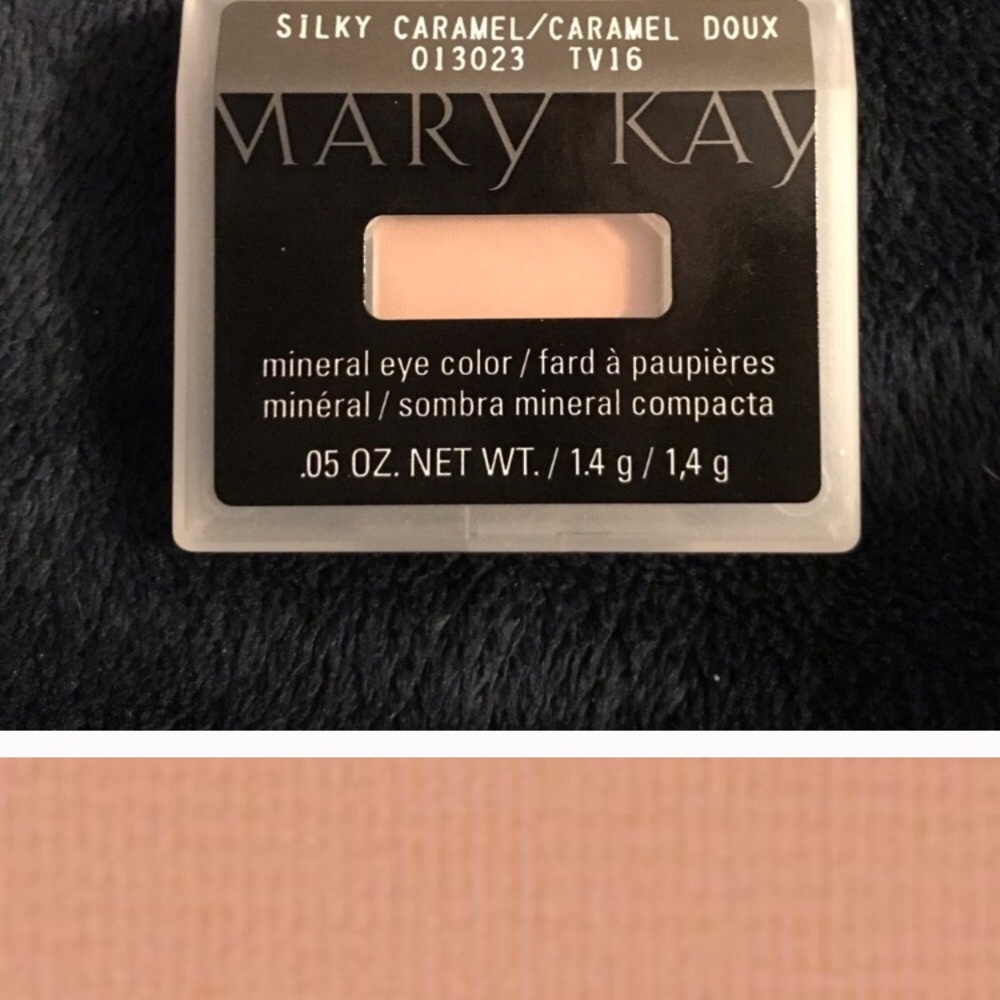 SiLKY CARAMEL/CARAMEL DOUX
013023 TV16
MARY KAY
mineral eye color / fard à paupières
minéral / sombra mineral compacta
.05 OZ. NET WT. / 1.4 g / 1,4 g